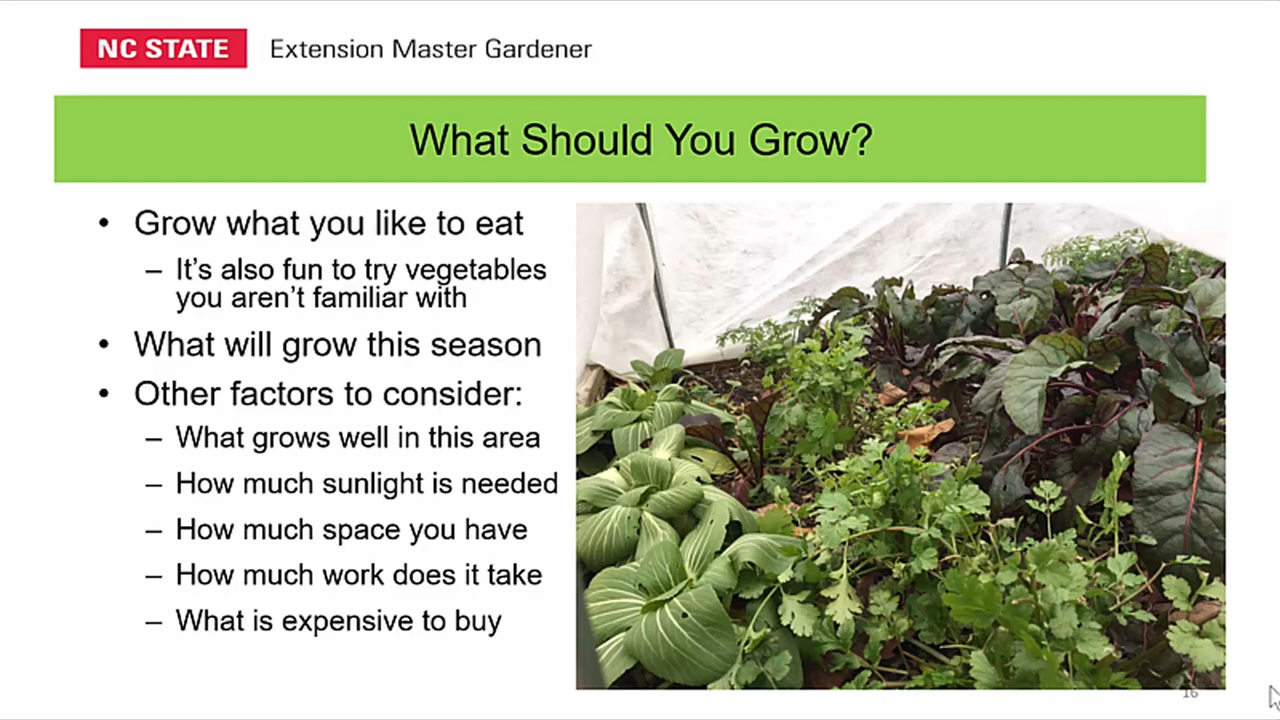 NC STATE Extension Master Gardener
What Should You Grow?
• Grow what you like to eat
– It's also fun to try vegetables
you aren't familiar with
• What will grow this season
• Other factors to consider:
– What grows well in this area
– How much sunlight is needed
– How much space you have
– How much work does it take
– What is expensive to buy
16